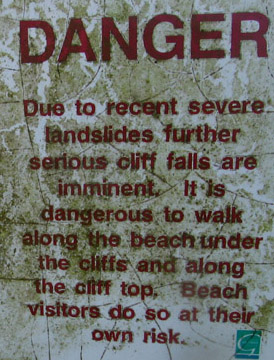 DANGER
Due to recent severe
landslides further
serious cliff falls are
imminent. It is
dangerous to walk
along the beach under
the cliffs and along
the cliff top. Beach
visitors do so at their
own risk.